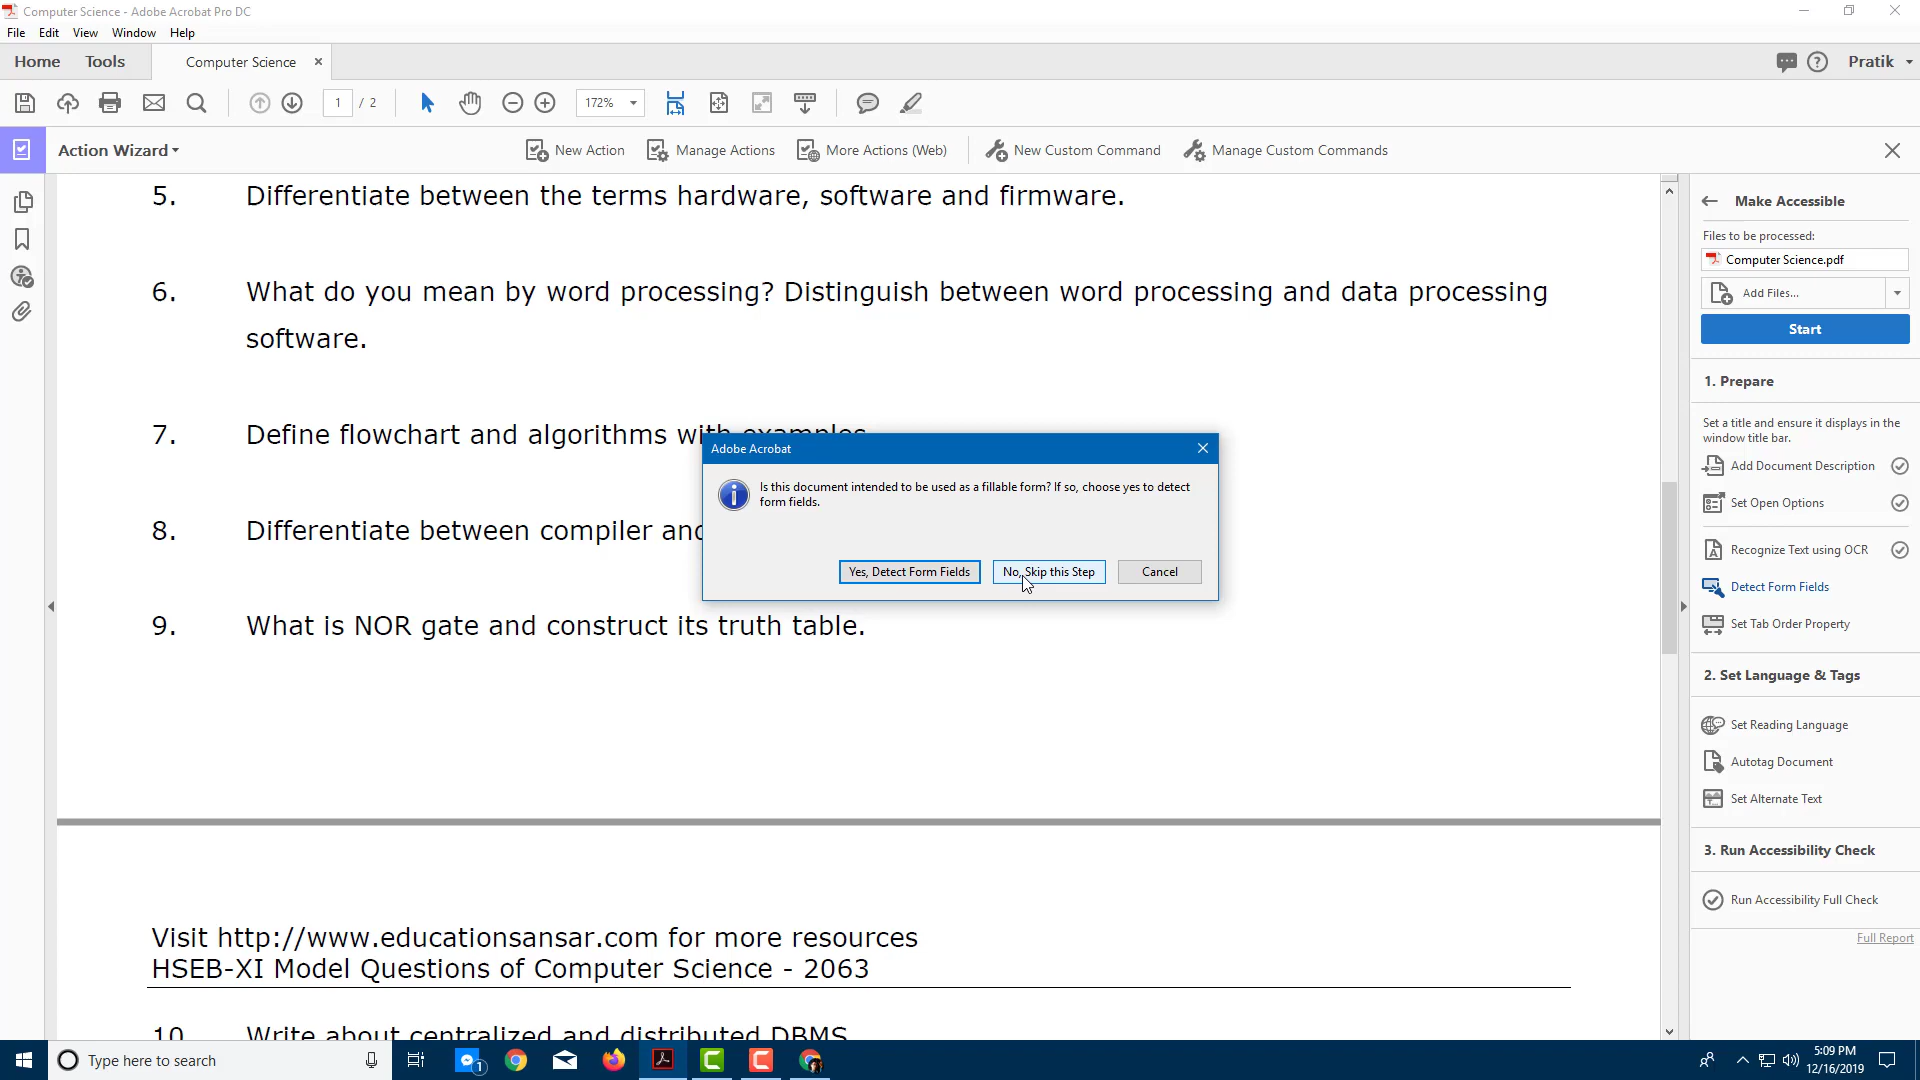 Computer Science - Adobe Acrobat Pro DC
File Edit View Window Help
Home Tools Computer Science × Pratik
1 / 2 172%
Action Wizard New Action Manage Actions More Actions (Web) New Custom Command Manage Custom Commands
5. Differentiate between the terms hardware, software and firmware.
6. What do you mean by word processing? Distinguish between word processing and data processing
software.
7. Define flowchart and algorithms with examples.
Adobe Acrobat
Is this document intended to be used as a fillable form? If so, choose yes to detect
form fields.
Yes, Detect Form Fields No, Skip this Step Cancel
8. Differentiate between compiler and
9. What is NOR gate and construct its truth table.
Visit http://www.educationsansar.com for more resources
HSEB-XI Model Questions of Computer Science - 2063
10. Write about centralized and distributed DBMS
Make Accessible
Files to be processed:
Computer Science.pdf
Add Files...
Start
1. Prepare
Set a title and ensure it displays in the
window title bar.
Add Document Description
Set Open Options
Recognize Text using OCR
Detect Form Fields
Set Tab Order Property
2. Set Language & Tags
Set Reading Language
Autotag Document
Set Alternate Text
3. Run Accessibility Check
Run Accessibility Full Check
Full Report
Type here to search
1
5:09 PM
12/16/2019